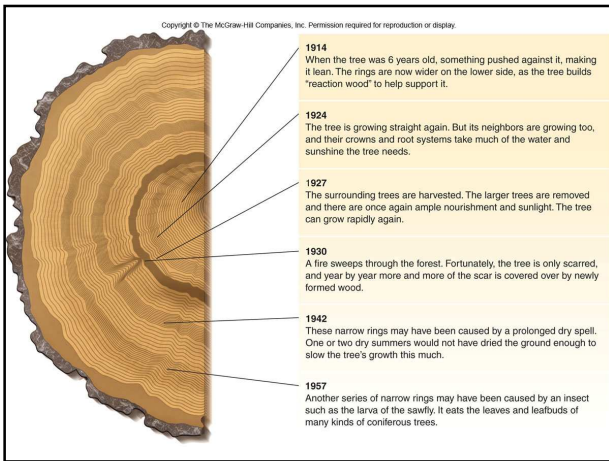 Copyright © The McGraw-Hill Companies, Inc. Permission required for reproduction or display.
1914
When the tree was 6 years old, something pushed against it, making
it lean. The rings are now wider on the lower side, as the tree builds
"reaction wood" to help support it.
1924
The tree is growing straight again. But its neighbors are growing too,
and their crowns and root systems take much of the water and
sunshine the tree needs.
1927
The surrounding trees are harvested. The larger trees are removed
and there are once again ample nourishment and sunlight. The tree
can grow rapidly again.
1930
A fire sweeps through the forest. Fortunately, the tree is only scarred,
and year by year more and more of the scar is covered over by newly
formed wood.
1942
These narrow rings may have been caused by a prolonged dry spell.
One or two dry summers would not have dried the ground enough to
slow the tree's growth this much.
1957
Another series of narrow rings may have been caused by an insect
such as the larva of the sawfly. It eats the leaves and leafbuds of
many kinds of coniferous trees.